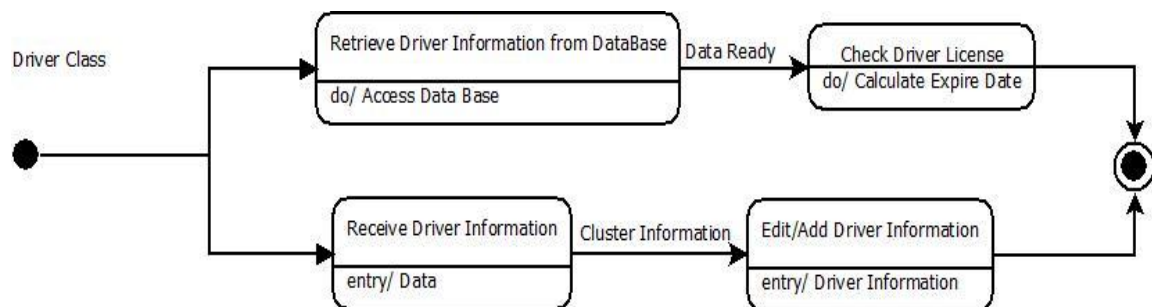 Driver Class
Retrieve Driver Information from DataBase
do/ Access Data Base
Data Ready
Check Driver License
do/ Calculate Expire Date
Receive Driver Information
entry/ Data
Cluster Information
Edit/Add Driver Information
entry/ Driver Information